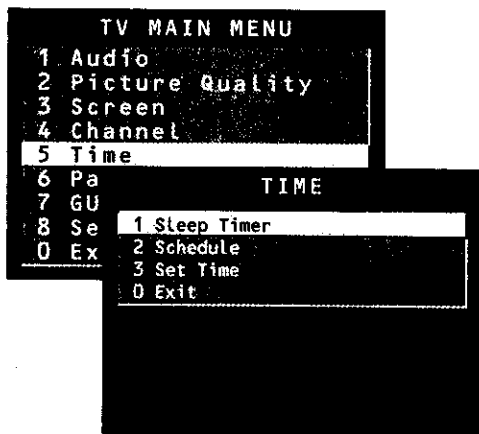 TV MAIN MENU
1 Audio
2 Picture Quality
3 Screen
4 Channel
5 Time
6 Pa
7 GU
8 Se
0 Ex
TIME
1 Sleep Timer
2 Schedule
3 Set Time
0 Exit